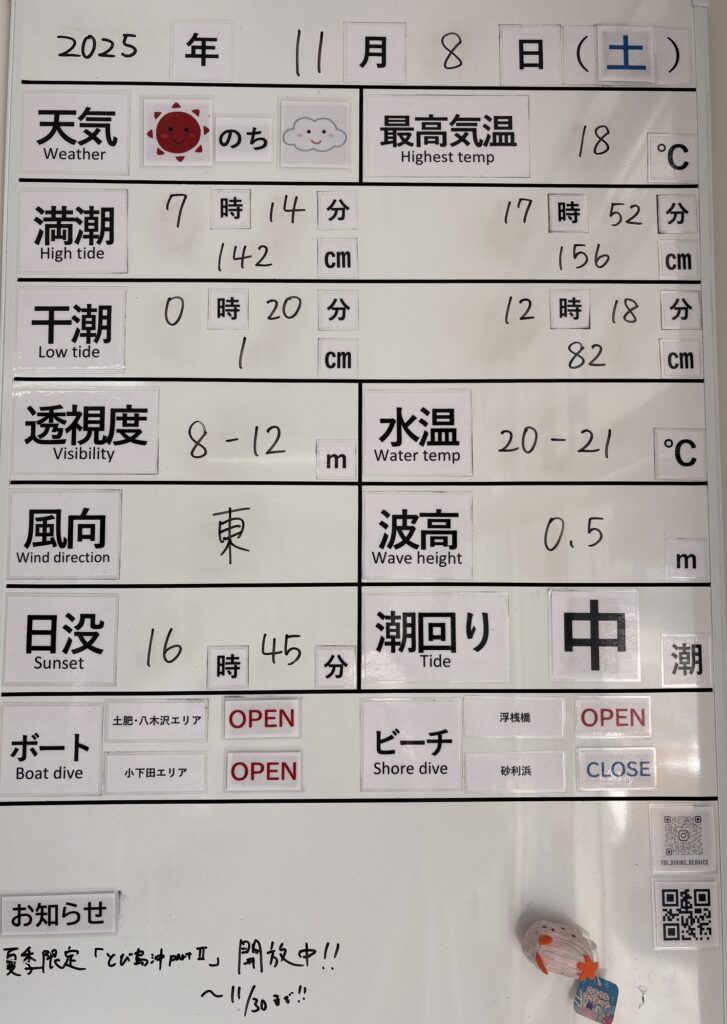 2025 年 11 月 8 日 (土)
天気 のち
Weather
最高気温 18 ℃
Highest temp
満潮 7 時 14 分 17 時 52 分
High tide 142 cm 156 cm
干潮 0 時 20 分 12 時 18 分
Low tide 1 cm 82 cm
透視度 8-12 m
Visibility
水温 20-21 ℃
Water temp
風向 東
Wind direction
波高 0.5 m
Wave height
日没 16 時 45 分
Sunset
潮回り 中 潮
Tide
ボート
Boat dive
土肥・八木沢エリア OPEN
小下田エリア OPEN
ビーチ
Shore dive
浮桟橋 OPEN
砂利浜 CLOSE
TOI.DIVING.SERVICE
お知らせ
夏季限定「とび島沖partⅡ」開放中!!
〜11/30まで!!